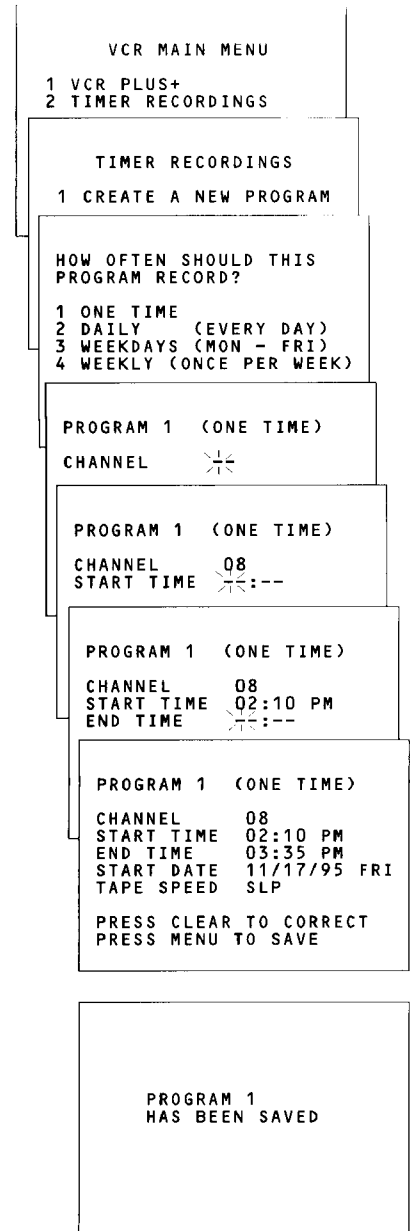 VCR MAIN MENU
1 VCR PLUS+
2 TIMER RECORDINGS
TIMER RECORDINGS
1 CREATE A NEW PROGRAM
HOW OFTEN SHOULD THIS
PROGRAM RECORD?
1 ONE TIME
2 DAILY (EVERY DAY)
3 WEEKDAYS (MON - FRI)
4 WEEKLY (ONCE PER WEEK)
PROGRAM 1 (ONE TIME)
CHANNEL --
PROGRAM 1 (ONE TIME)
CHANNEL 08
START TIME --:--
PROGRAM 1 (ONE TIME)
CHANNEL 08
START TIME 02:10 PM
END TIME --:--
PROGRAM 1 (ONE TIME)
CHANNEL 08
START TIME 02:10 PM
END TIME 03:35 PM
START DATE 11/17/95 FRI
TAPE SPEED SLP
PRESS CLEAR TO CORRECT
PRESS MENU TO SAVE
PROGRAM 1
HAS BEEN SAVED